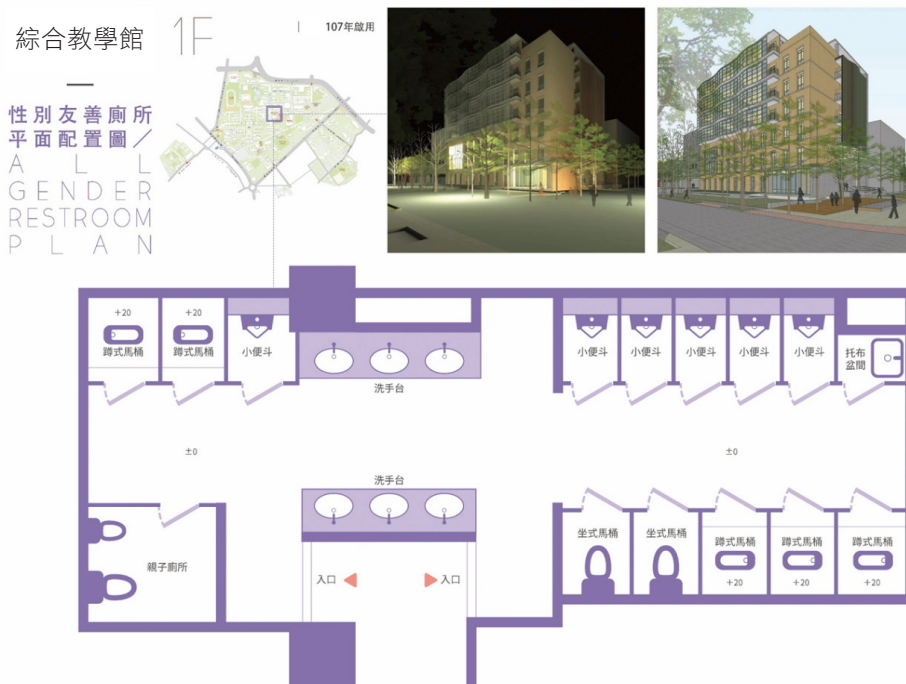 綜合教學館
1F
107年啟用
性別友善廁所
平面配置圖/
ALL
GENDER
RESTROOM
PLAN
+20
蹲式馬桶
+20
蹲式馬桶
小便斗
洗手台
小便斗
小便斗
小便斗
小便斗
小便斗
托布
盆間
±0
±0
洗手台
親子廁所
入口
入口
坐式馬桶
坐式馬桶
蹲式馬桶
+20
蹲式馬桶
+20
蹲式馬桶
+20